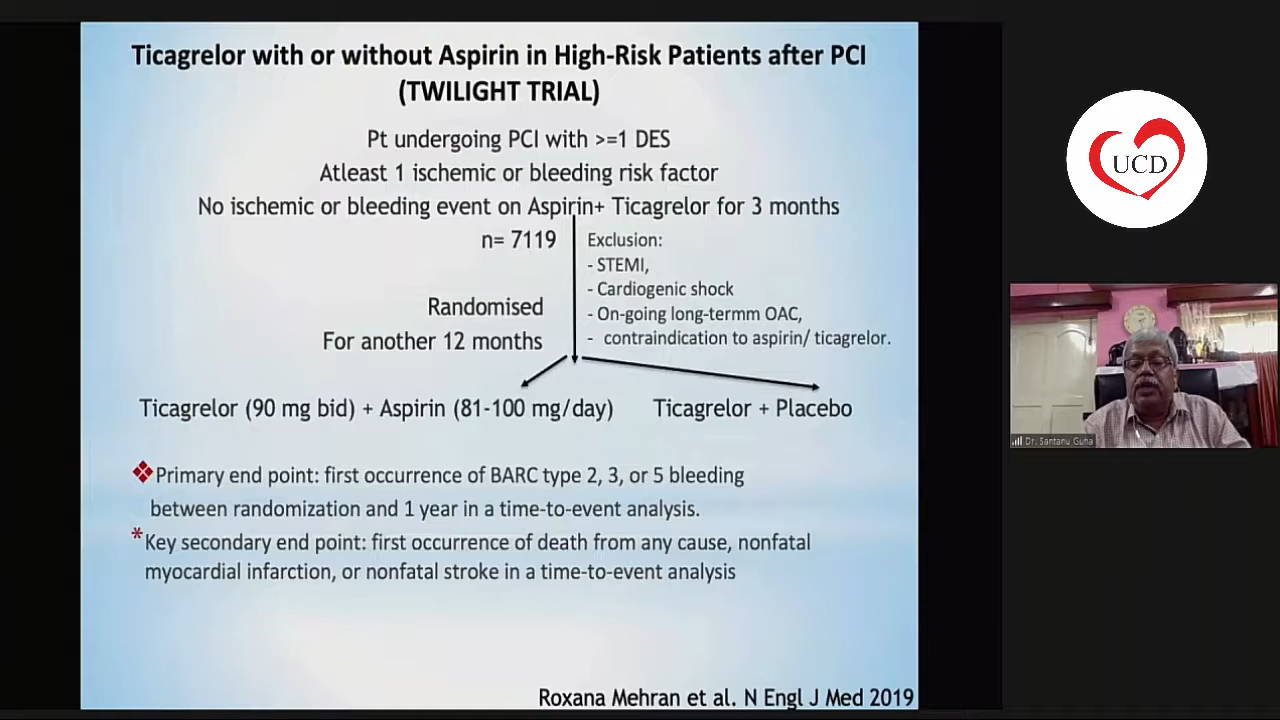 Ticagrelor with or without Aspirin in High-Risk Patients after PCI
(TWILIGHT TRIAL)
Pt undergoing PCI with >=1 DES
Atleast 1 ischemic or bleeding risk factor
No ischemic or bleeding event on Aspirin+ Ticagrelor for 3 months
n= 7119
Exclusion:
- STEMI,
- Cardiogenic shock
- On-going long-termm OAC,
- contraindication to aspirin/ ticagrelor.
Randomised
For another 12 months
Ticagrelor (90 mg bid) + Aspirin (81-100 mg/day)
Ticagrelor + Placebo
❖Primary end point: first occurrence of BARC type 2, 3, or 5 bleeding
between randomization and 1 year in a time-to-event analysis.
*Key secondary end point: first occurrence of death from any cause, nonfatal
myocardial infarction, or nonfatal stroke in a time-to-event analysis
Roxana Mehran et al. N Engl J Med 2019
UCD
Dr. Santanu Guha